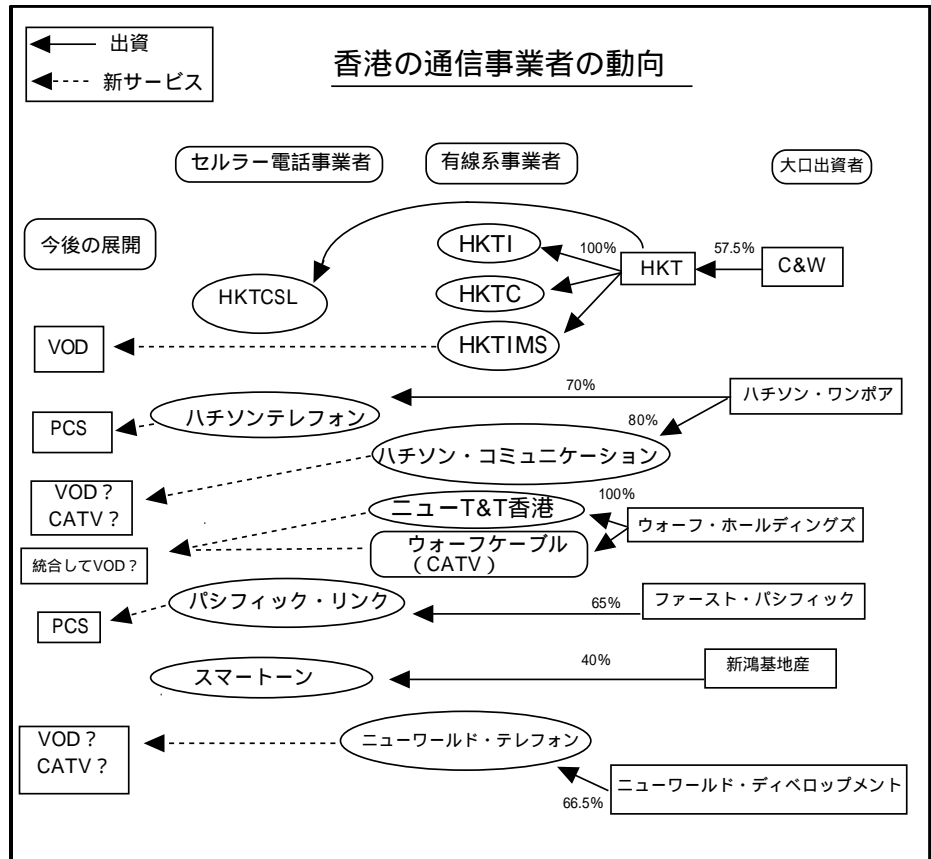 出資
新サービス
香港の通信事業者の動向
セルラー電話事業者
有線系事業者
大口出資者
今後の展開
HKTI
100%
HKT
57.5%
C&W
HKTCSL
HKTC
VOD
HKTIMS
70%
ハチソン・ワンポア
PCS
ハチソンテレフォン
80%
ハチソン・コミュニケーション
VOD?
CATV?
ニューT&T香港
100%
ウォーフ・ホールディングズ
統合してVOD?
ウォーフケーブル
(CATV)
PCS
パシフィック・リンク
65%
ファースト・パシフィック
スマートーン
40%
新鴻基地産
VOD?
CATV?
ニューワールド・テレフォン
66.5%
ニューワールド・ディベロップメント